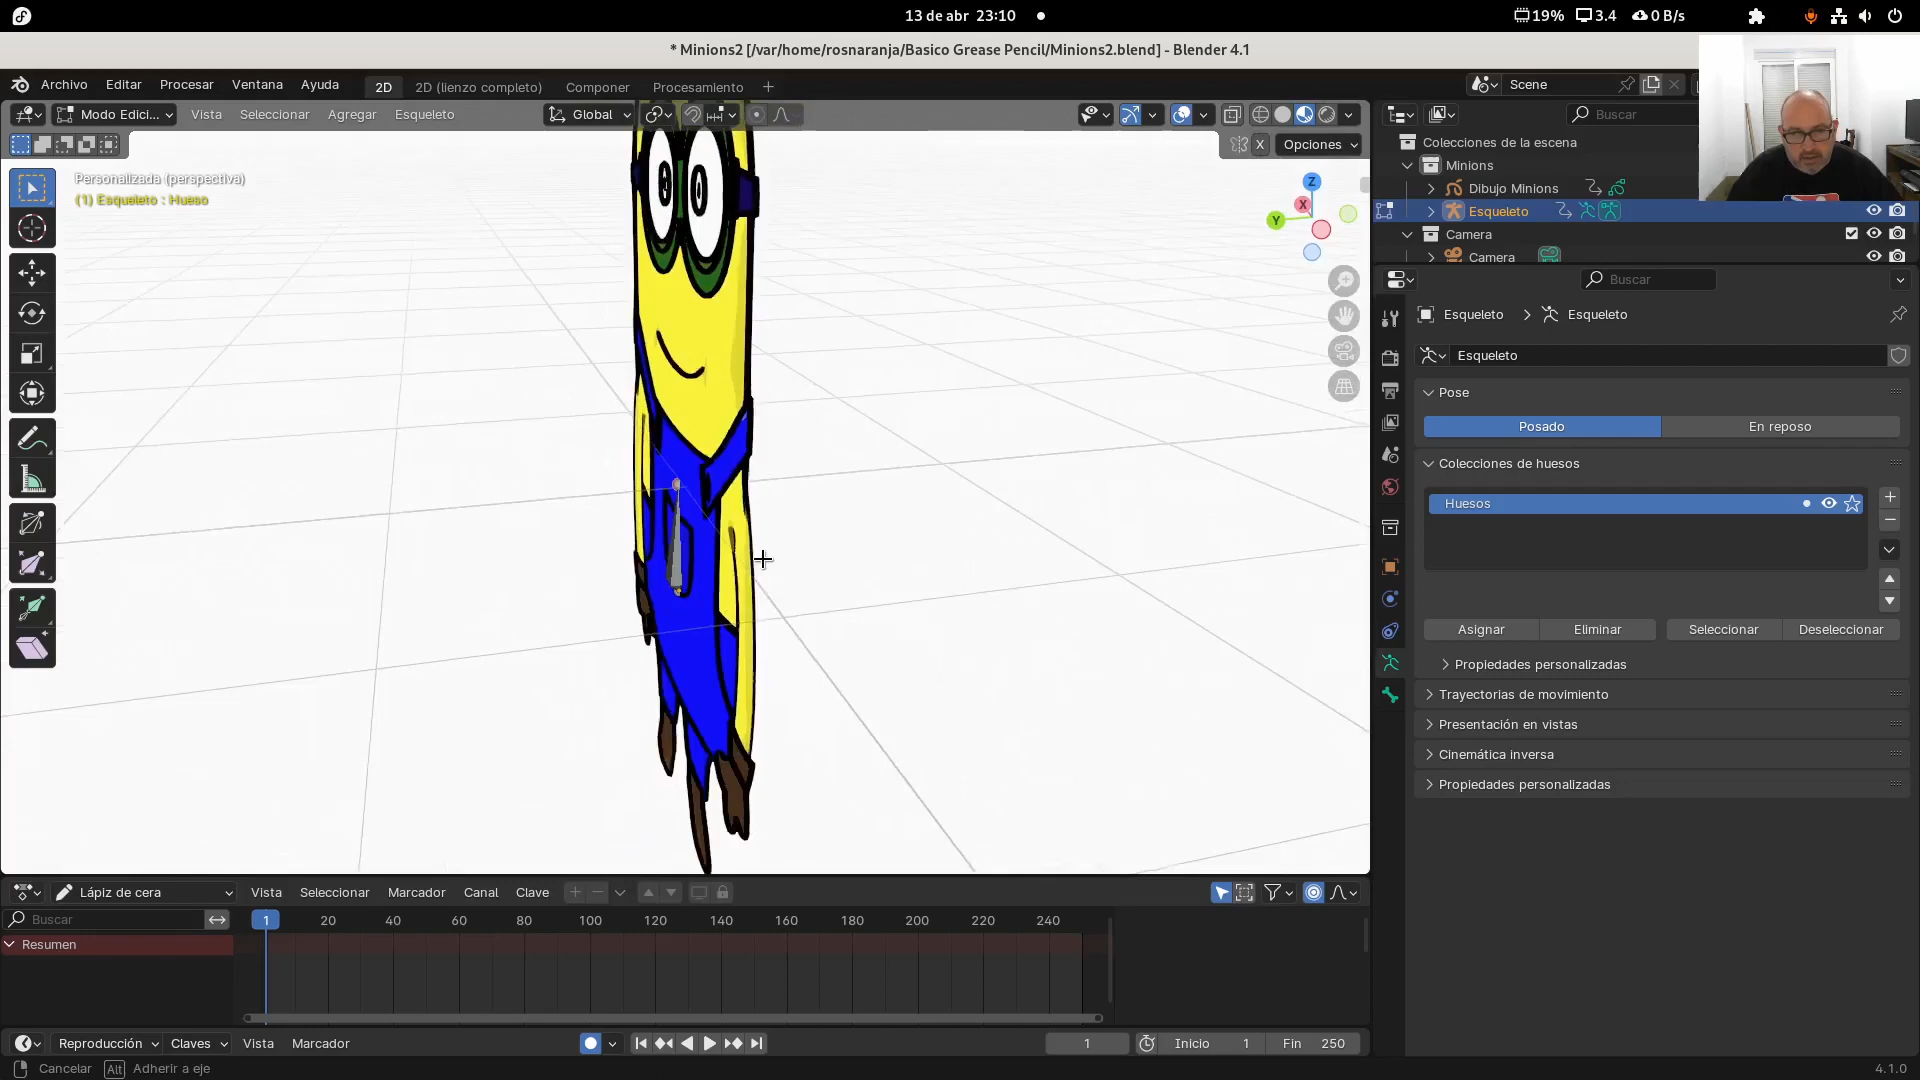 13 de abr 23:10
19% 3.4 0 B/s
* Minions2 [/var/home/rosnaranja/Basico Grease Pencil/Minions2.blend] - Blender 4.1
Archivo Editar Procesar Ventana Ayuda 2D 2D (lienzo completo) Componer Procesamiento + Scene
Modo Edici... Vista Seleccionar Agregar Esqueleto Global
Buscar
X Opciones
Personalizada (perspectiva)
(1) Esqueleto : Hueso
Z
X
Y
Colecciones de la escena
Minions
Dibujo Minions
Esqueleto
Camera
Camera
Buscar
Esqueleto > Esqueleto
Esqueleto
Pose
Posado En reposo
Colecciones de huesos
Huesos
Asignar Eliminar Seleccionar Deseleccionar
Propiedades personalizadas
Trayectorias de movimiento
Presentación en vistas
Cinemática inversa
Propiedades personalizadas
Lápiz de cera Vista Seleccionar Marcador Canal Clave
Buscar 1 20 40 60 80 100 120 140 160 180 200 220 240
Resumen
Reproducción Claves Vista Marcador 1 Inicio 1 Fin 250
Cancelar Alt Adherir a eje 4.1.0